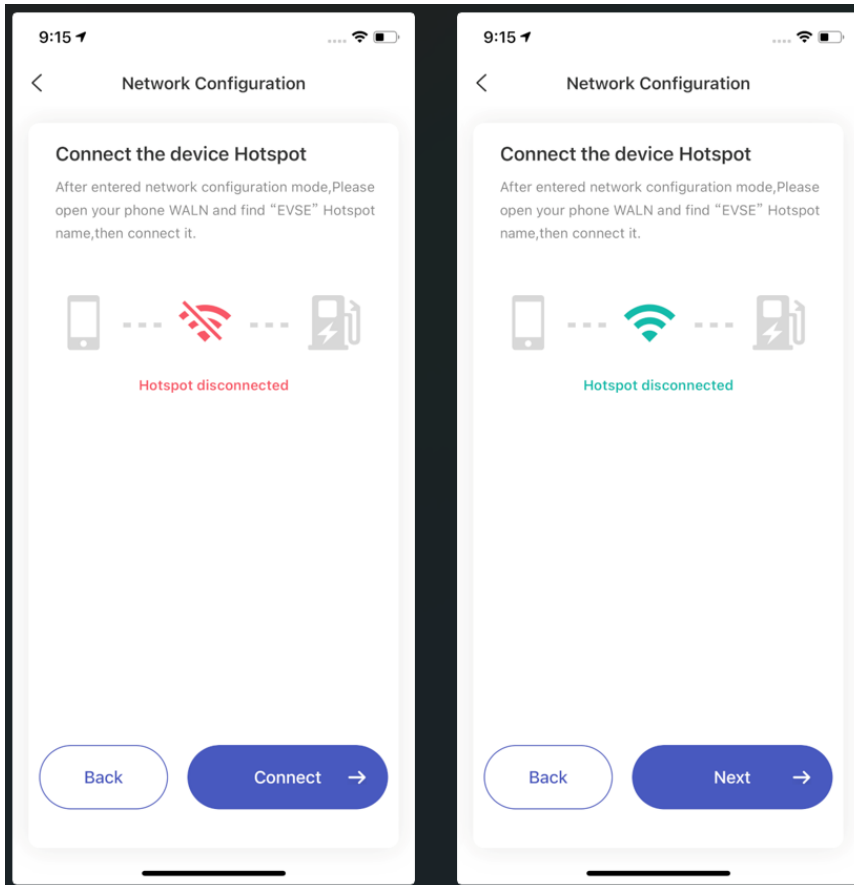 9:15
Network Configuration
Connect the device Hotspot
After entered network configuration mode,Please
open your phone WALN and find “EVSE” Hotspot
name,then connect it.
Hotspot disconnected
Back
Connect →
9:15
Network Configuration
Connect the device Hotspot
After entered network configuration mode,Please
open your phone WALN and find “EVSE” Hotspot
name,then connect it.
Hotspot disconnected
Back
Next →